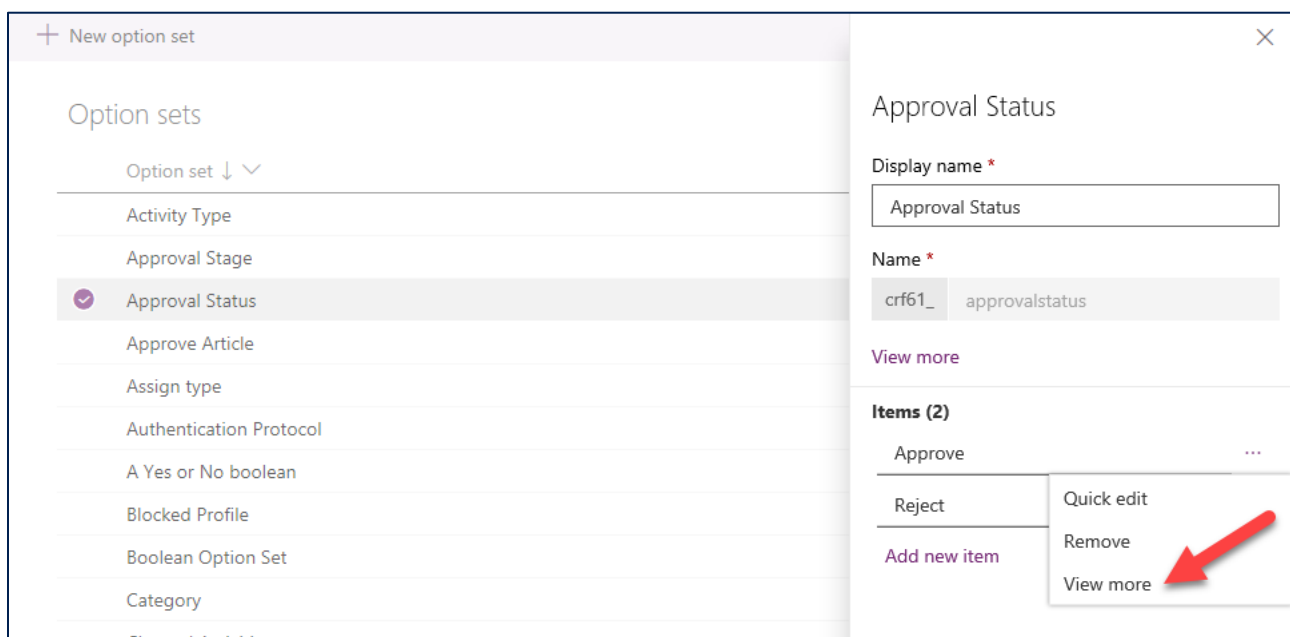 New option set
Option sets
Option set
Activity Type
Approval Stage
Approval Status
Approve Article
Assign type
Authentication Protocol
A Yes or No boolean
Blocked Profile
Boolean Option Set
Category
Approval Status
Display name *
Approval Status
Name *
crf61_ approvalstatus
View more
Items (2)
Approve ...
Reject
Add new item
Quick edit
Remove
View more